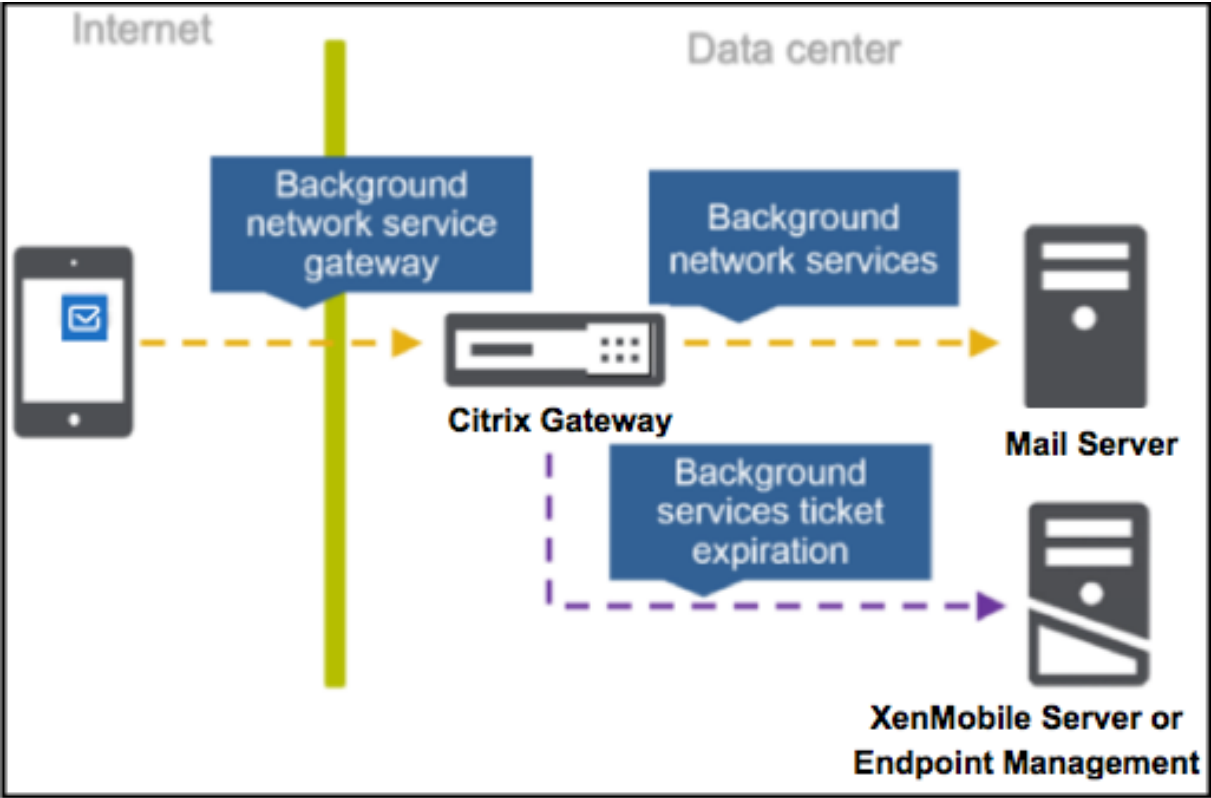 Internet
Data center
Background
network service
gateway
Background
network services
Citrix Gateway
Mail Server
Background
services ticket
expiration
XenMobile Server or
Endpoint Management